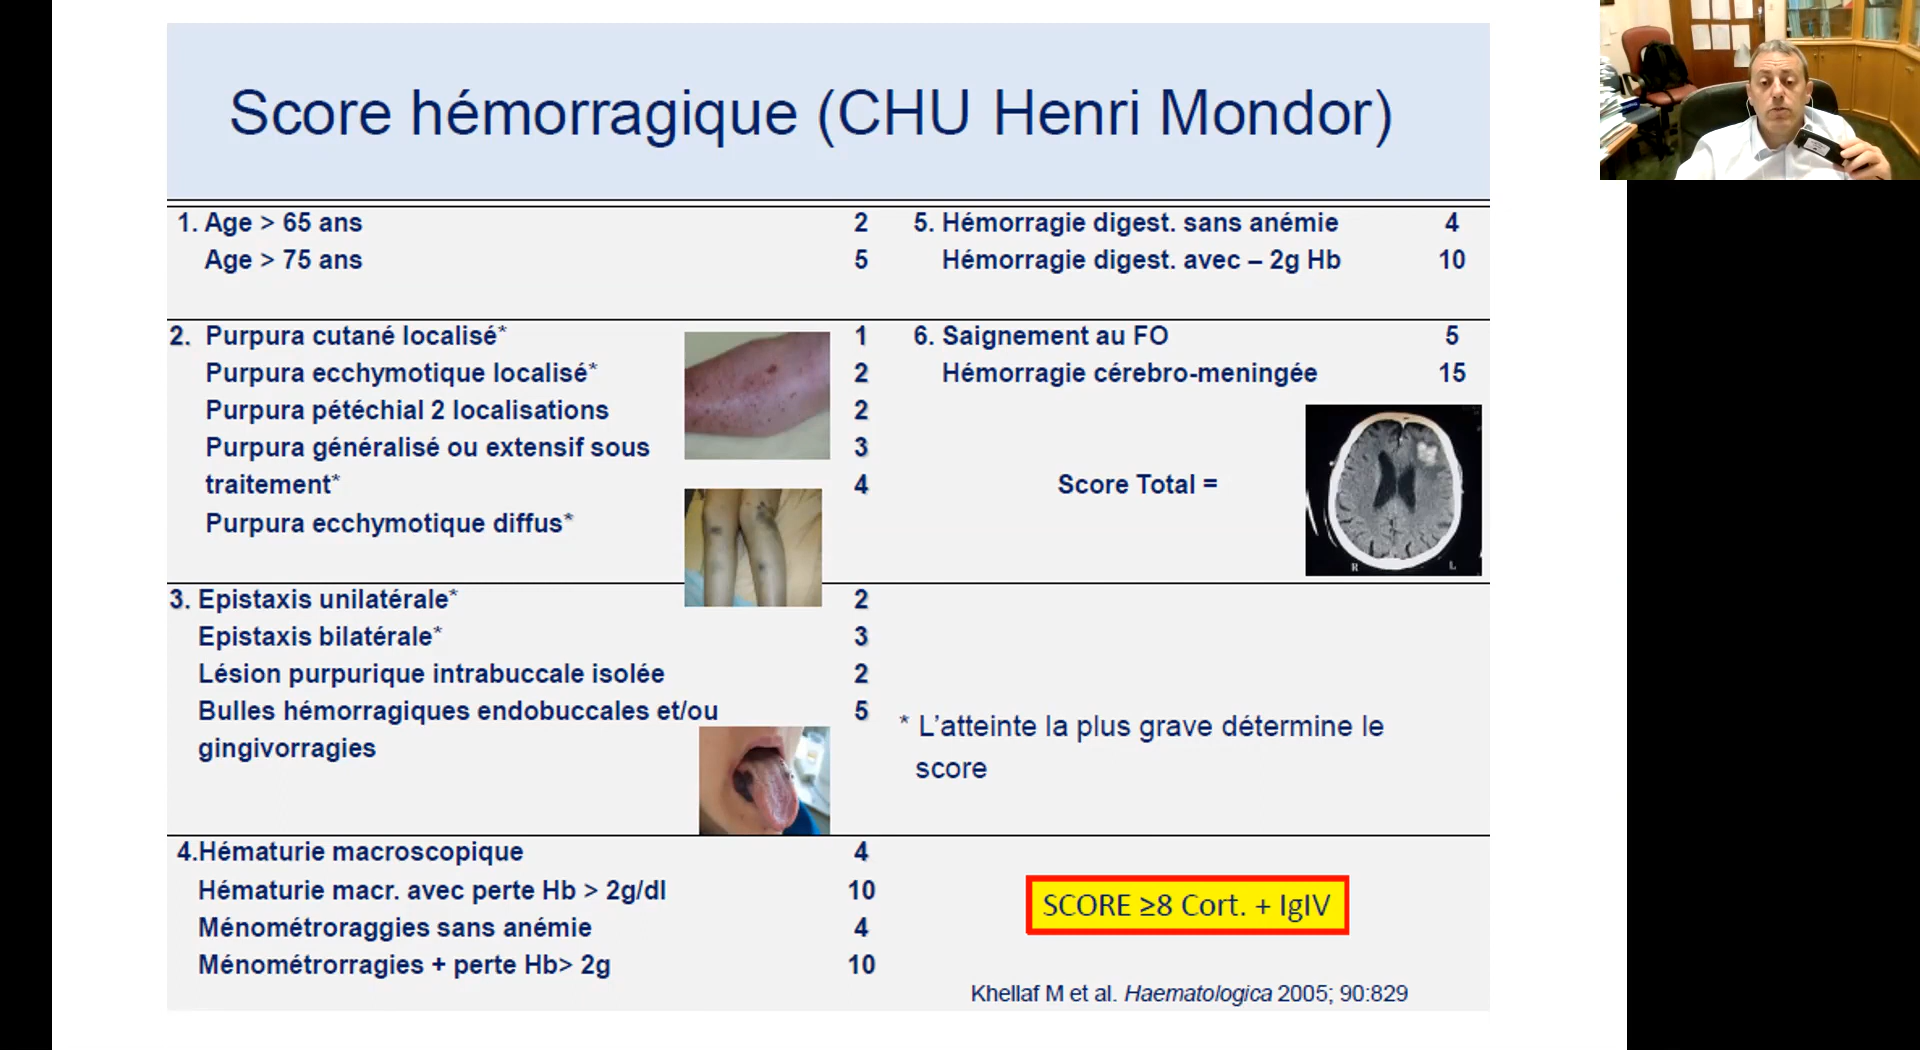 Score hémorragique (CHU Henri Mondor)
1. Age > 65 ans 2
Age > 75 ans 5
2. Purpura cutané localisé* 1
Purpura ecchymotique localisé* 2
Purpura pétéchial 2 localisations 2
Purpura généralisé ou extensif sous 3
traitement* 4
Purpura ecchymotique diffus*
3. Epistaxis unilatérale* 2
Epistaxis bilatérale* 3
Lésion purpurique intrabuccale isolée 2
Bulles hémorragiques endobuccales et/ou 5
gingivorragies
4.Hématurie macroscopique 4
Hématurie macr. avec perte Hb > 2g/dl 10
Ménométroraggies sans anémie 4
Ménométrorragies + perte Hb> 2g 10
5. Hémorragie digest. sans anémie 4
Hémorragie digest. avec – 2g Hb 10
6. Saignement au FO 5
Hémorragie cérebro-meningée 15
Score Total =
R L
* L’atteinte la plus grave détermine le
score
SCORE ≥8 Cort. + IgIV
Khellaf M et al. Haematologica 2005; 90:829